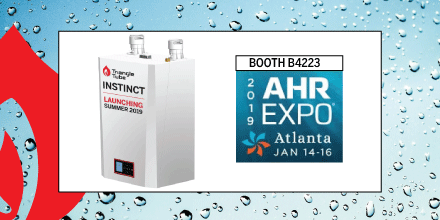 Triangle
Tube
INSTINCT
LAUNCHING
SUMMER 2019
BOOTH B4223
2019
AHR
EXPO
Atlanta
JAN 14-16